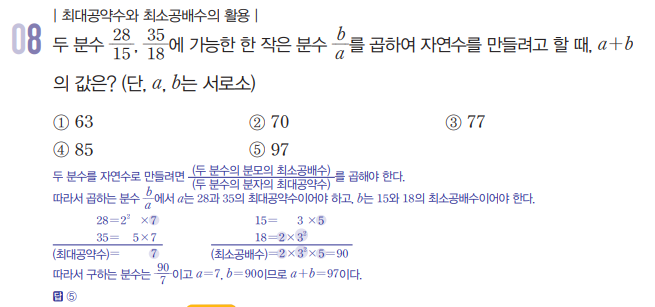 | 최대공약수와 최소공배수의 활용 |
08 두 분수 28/15, 35/18에 가능한 한 작은 분수 b/a를 곱하여 자연수를 만들려고 할 때, a+b
의 값은? (단, a, b는 서로소)
① 63 ② 70 ③ 77
④ 85 ⑤ 97
두 분수를 자연수로 만들려면 (두 분수의 분모의 최소공배수)/(두 분수의 분자의 최대공약수)를 곱해야 한다.
따라서 곱하는 분수 b/a에서 a는 28과 35의 최대공약수이어야 하고, b는 15와 18의 최소공배수이어야 한다.
28=2² ×7 15= 3 ×5
35= 5×7 18=2×3²
(최대공약수)= 7 (최소공배수)=2×3²×5=90
따라서 구하는 분수는 90/7이고 a=7, b=90이므로 a+b=97이다.
답 ⑤